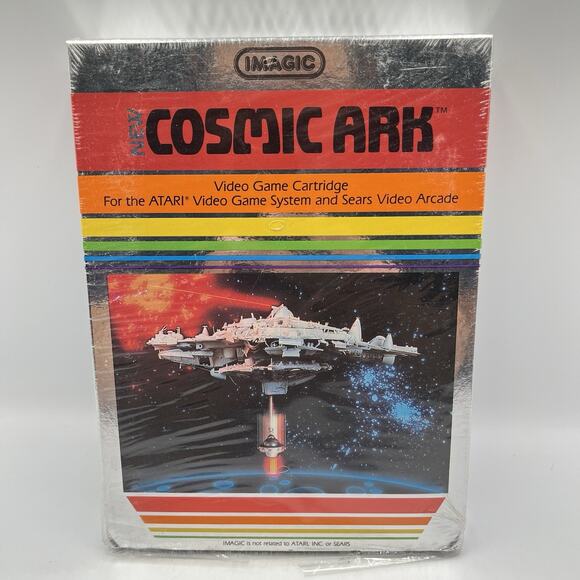 IMAGIC
NEW COSMIC ARK™
Video Game Cartridge
For the ATARI® Video Game System and Sears Video Arcade
IMAGIC is not related to ATARI, INC. or SEARS